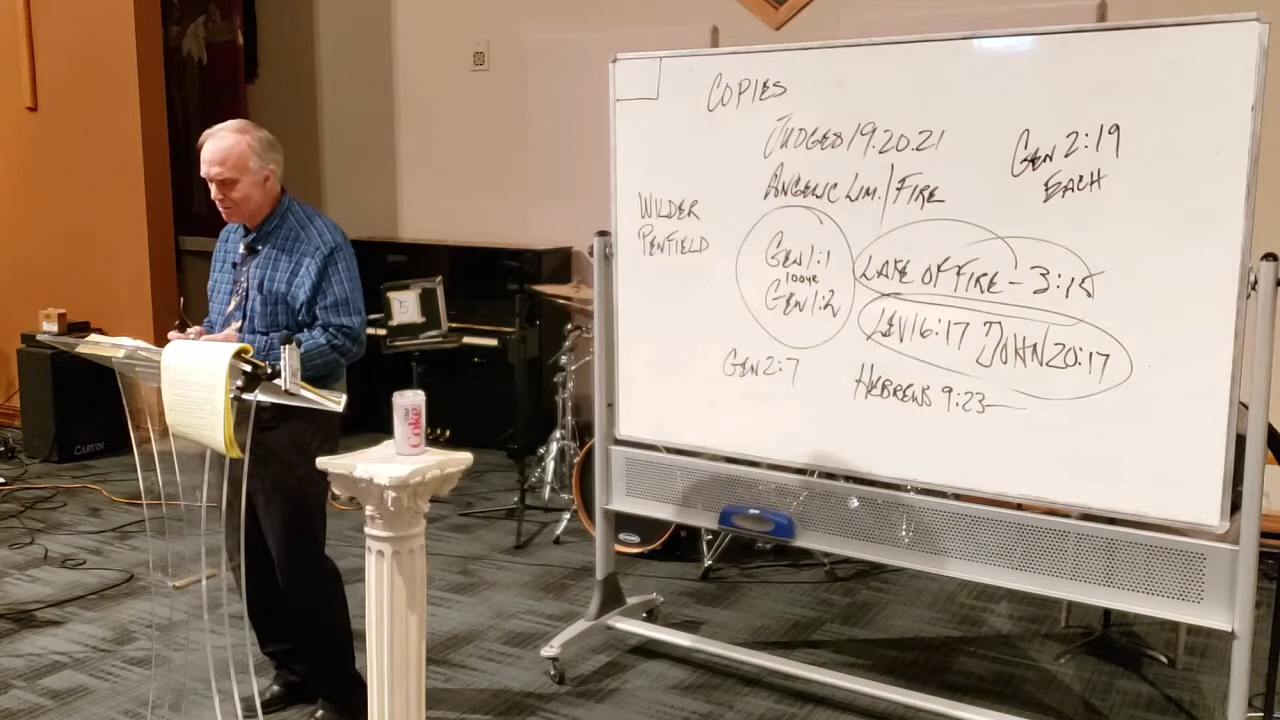 COPIES
JUDGES 19.20.21
GEN 2:19
EACH
ANGELIC LIM./FIRE
WILDER
PENFIELD
GEN 1:1
GEN 1:2
LAKE OF FIRE - 3:15
LEV 16:17 JOHN 20:17
GEN 2:7
HEBREWS 9:23
5
Diet
Coke
CARVIN